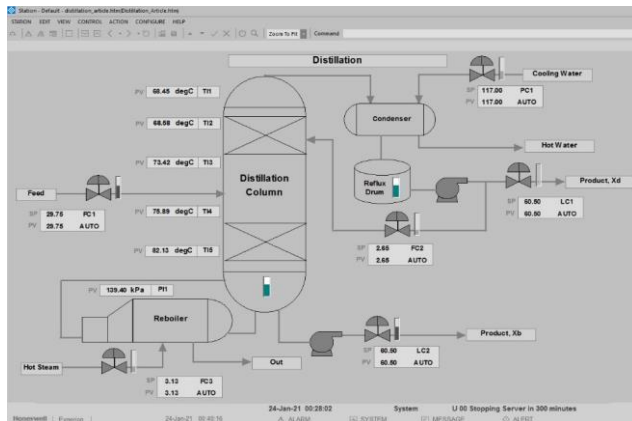 Station - Default - distillation_article.htm(Distillation_Article.htm)
STATION EDIT VIEW CONTROL ACTION CONFIGURE HELP
Zoom To Fit Command
Distillation
Cooling Water
SP 117.00 PC1
PV 117.00 AUTO
PV 68.45 degC TI1
PV 68.58 degC TI2
PV 73.42 degC TI3
PV 75.89 degC TI4
PV 82.13 degC TI5
Condenser
Hot Water
Distillation
Column
Reflux
Drum
Product, Xd
SP 60.50 LC1
PV 60.50 AUTO
Feed
SP 29.75 FC1
PV 29.75 AUTO
SP 2.65 FC2
PV 2.65 AUTO
PV 139.40 kPa PI1
Reboiler
Product, Xb
SP 60.50 LC2
PV 60.50 AUTO
Out
Hot Steam
SP 3.13 FC3
PV 3.13 AUTO
24-Jan-21 00:28:02 System U 00 Stopping Server in 300 minutes
Honeywell 24-Jan-21 00:40:16 ALARM SYSTEM MESSAGE ALERT